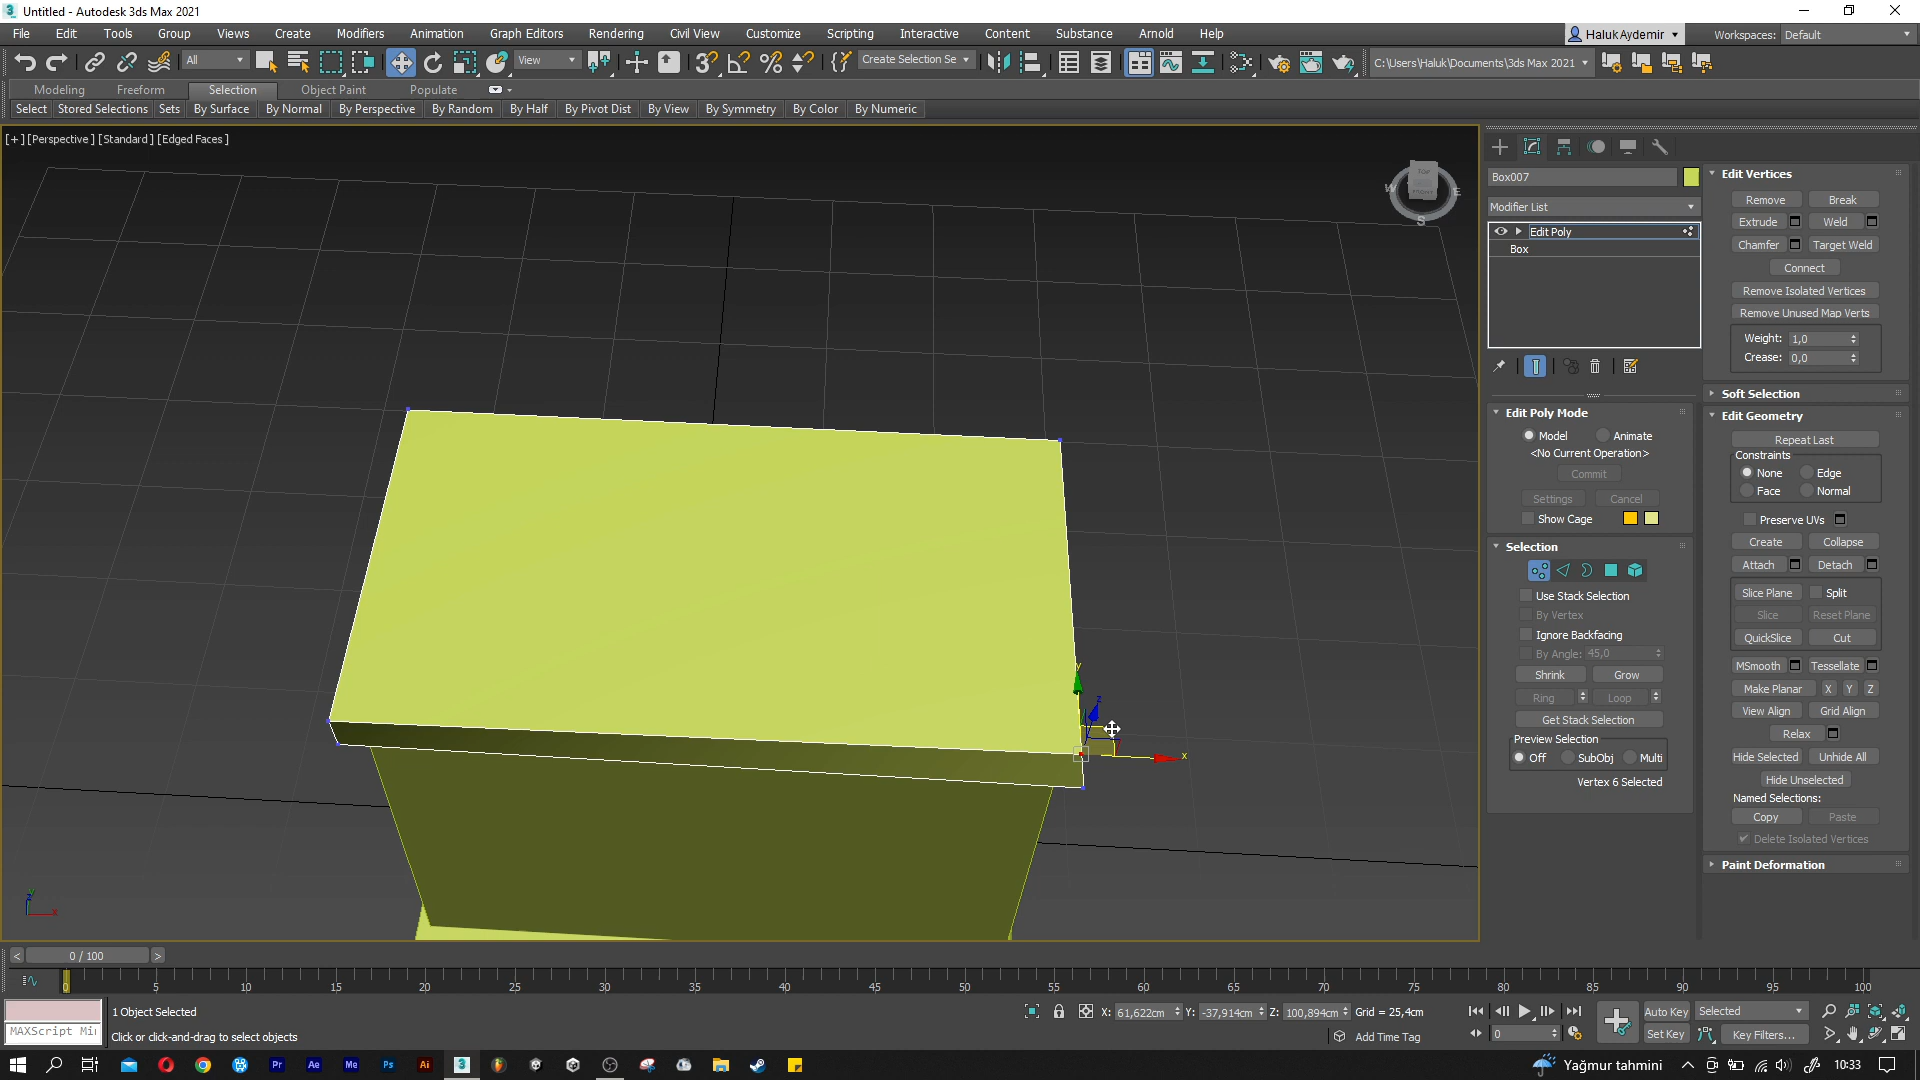 Untitled - Autodesk 3ds Max 2021
File Edit Tools Group Views Create Modifiers Animation Graph Editors Rendering Civil View Customize Scripting Interactive Content Substance Arnold Help
Haluk Aydemir
Workspaces: Default
All
View
Create Selection Se
C:\Users\Haluk\Documents\3ds Max 2021
Modeling Freeform Selection Object Paint Populate
Select Stored Selections Sets By Surface By Normal By Perspective By Random By Half By Pivot Dist By View By Symmetry By Color By Numeric
[+] [Perspective] [Standard] [Edged Faces]
TOP
FRONT
W E
S
y
z
x
Box007
Modifier List
Edit Poly
Box
Edit Poly Mode
Model Animate
<No Current Operation>
Commit
Settings Cancel
Show Cage
Selection
Use Stack Selection
By Vertex
Ignore Backfacing
By Angle: 45,0
Shrink Grow
Ring Loop
Get Stack Selection
Preview Selection
Off SubObj Multi
Vertex 6 Selected
Edit Vertices
Remove Break
Extrude Weld
Chamfer Target Weld
Connect
Remove Isolated Vertices
Remove Unused Map Verts
Weight: 1,0
Crease: 0,0
Soft Selection
Edit Geometry
Repeat Last
Constraints
None Edge
Face Normal
Preserve UVs
Create Collapse
Attach Detach
Slice Plane Split
Slice Reset Plane
QuickSlice Cut
MSmooth Tessellate
Make Planar X Y Z
View Align Grid Align
Relax
Hide Selected Unhide All
Hide Unselected
Named Selections:
Copy Paste
Delete Isolated Vertices
Paint Deformation
< 0 / 100 >
0 5 10 15 20 25 30 35 40 45 50 55 60 65 70 75 80 85 90 95 100
1 Object Selected
MAXScript Mi
Click or click-and-drag to select objects
X: 61,622cm Y: -37,914cm Z: 100,894cm Grid = 25,4cm
Add Time Tag
0
Auto Key Selected
Set Key Key Filters...
Pr Ae Me Ps Ai 3
Yağmur tahmini
10:33